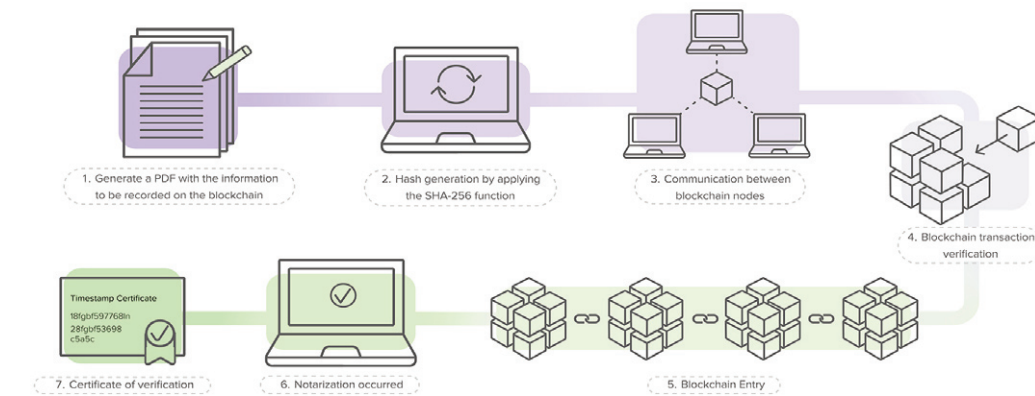 1. Generate a PDF with the information
to be recorded on the blockchain
2. Hash generation by applying
the SHA-256 function
3. Communication between
blockchain nodes
4. Blockchain transaction
verification
5. Blockchain Entry
6. Notarization occurred
7. Certificate of verification
Timestamp Certificate
18fgbf597768ln
28fgbf53698
c5a5c